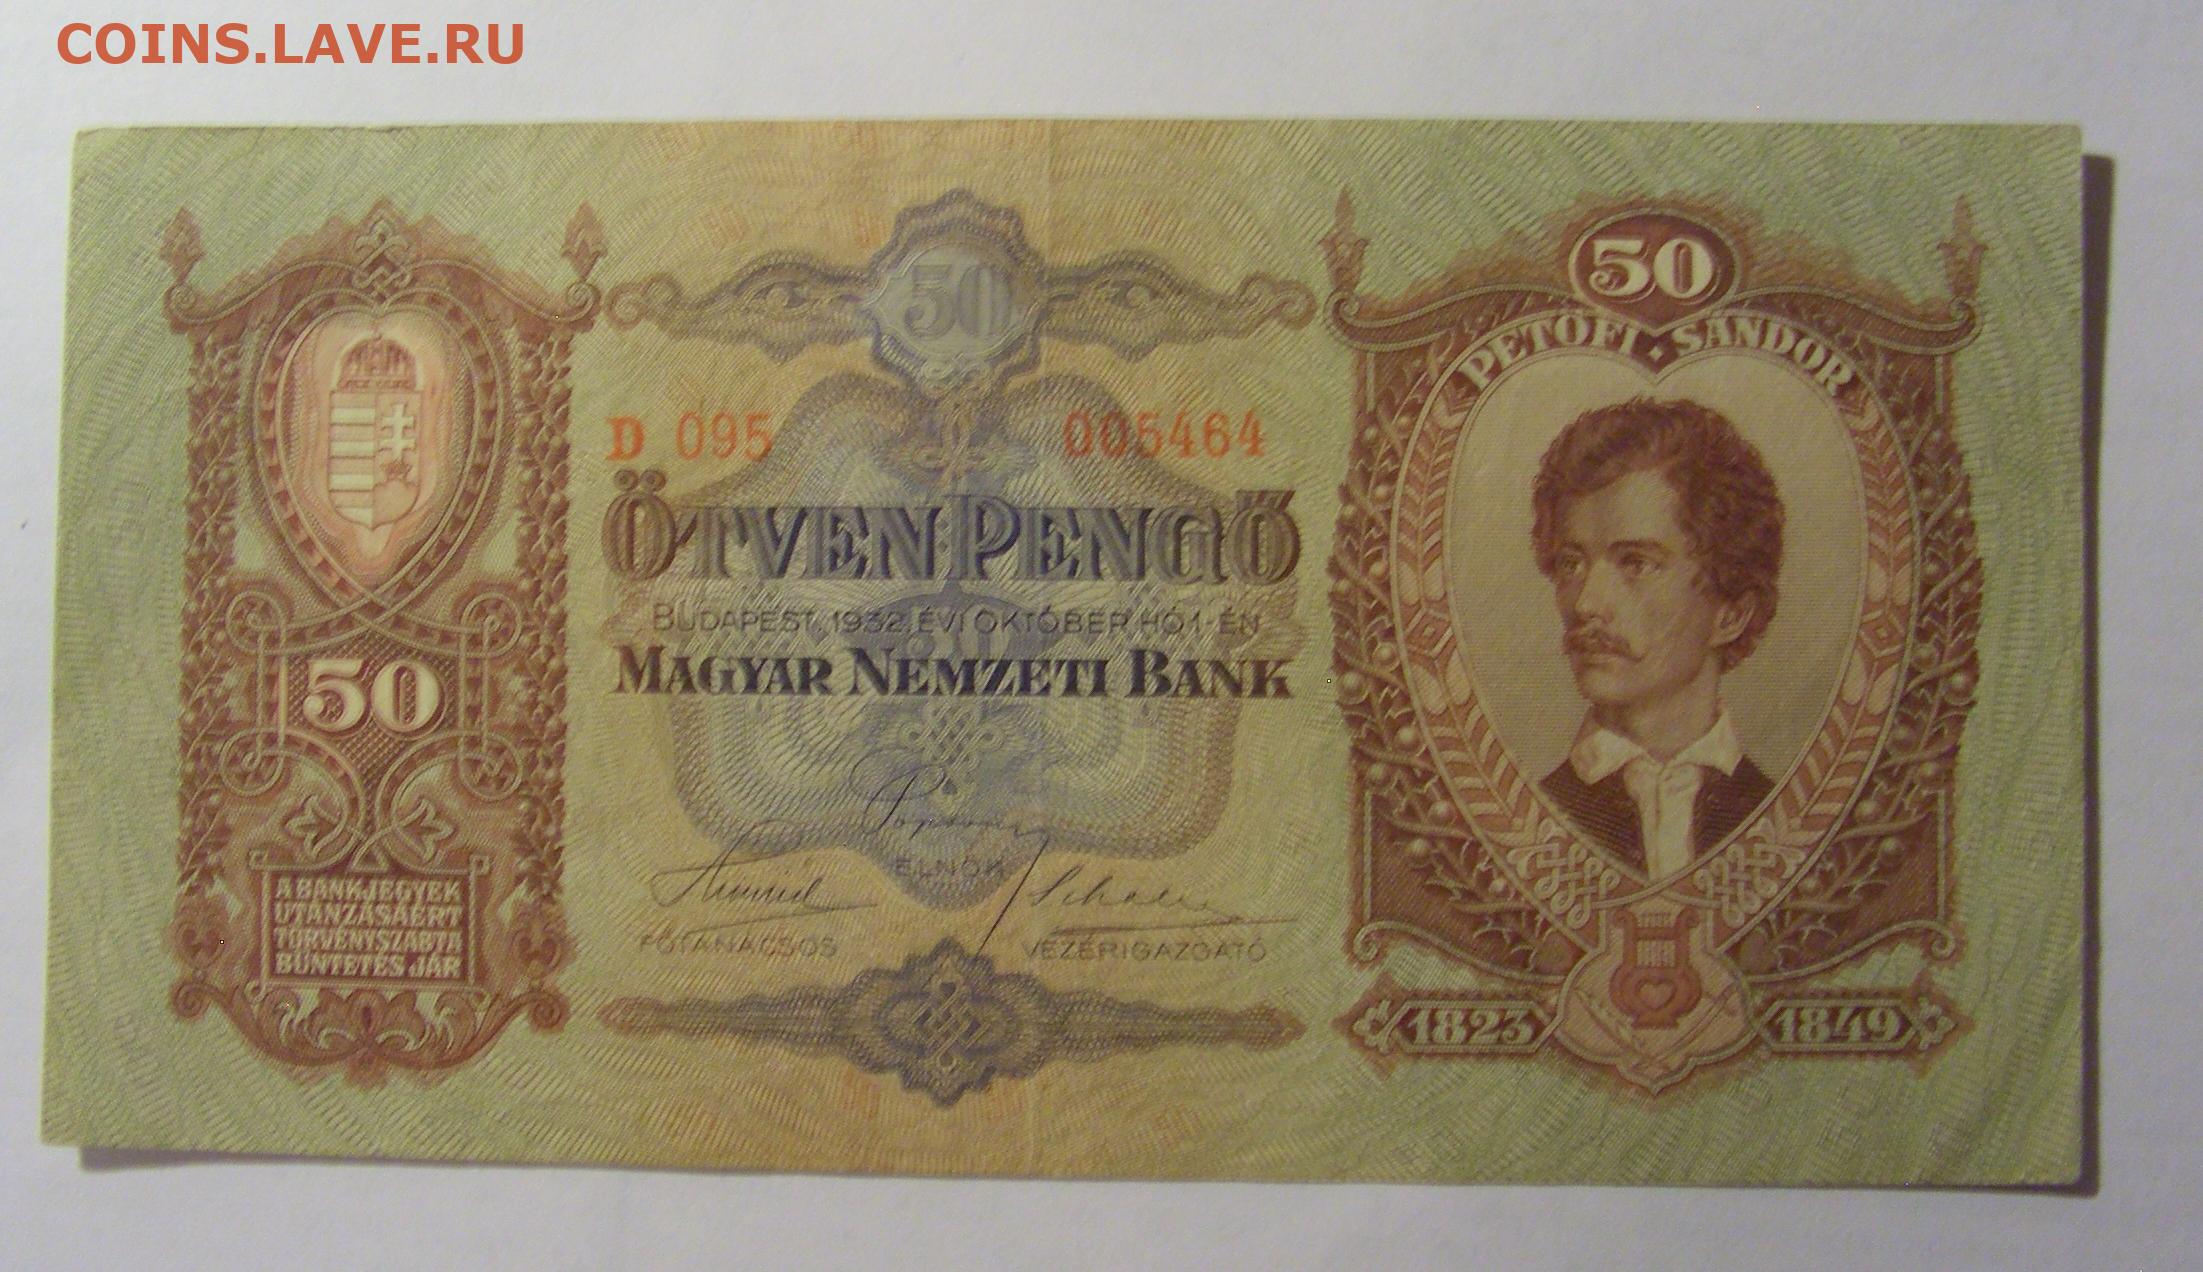 COINS.LAVE.RU
50
50
PETŐFI · SÁNDOR
D 095 005464
ÖTVEN PENGŐ
BUDAPEST, 1932. ÉVI OKTÓBER HÓ 1-ÉN
MAGYAR NEMZETI BANK
50
ELNÖK
FŐTANÁCSOS VEZÉRIGAZGATÓ
A BANKJEGYEK
UTÁNZÁSÁÉRT
TÖRVÉNYSZABTA
BÜNTETÉS JÁR
1823 1849